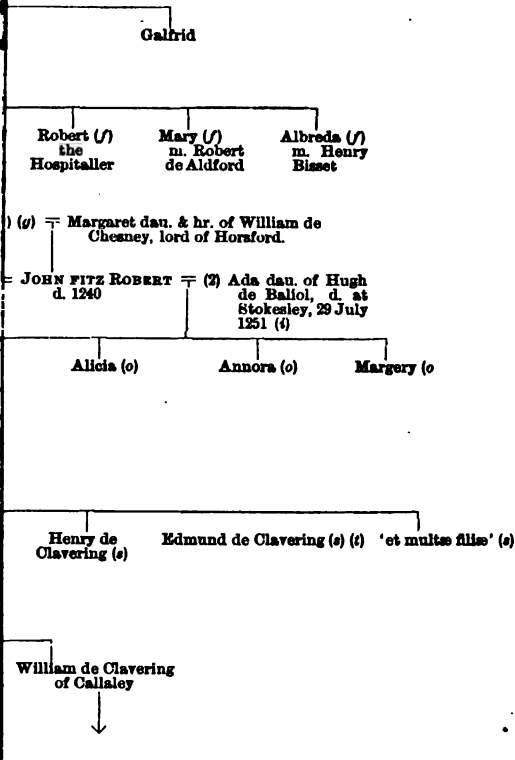 Galfrid
Robert (f)
the
Hospitaller
Mary (f)
m. Robert
de Aldford
Albreda (f)
m. Henry
Bisset
) (g) = Margaret dau. & hr. of William de
Chesney, lord of Horsford.
= JOHN FITZ ROBERT = (2) Ada dau. of Hugh
d. 1240
de Baliol, d. at
Stokesley, 29 July
1251 (i)
Alicia (o)
Annora (o)
Margery (o
Henry de
Clavering (s)
Edmund de Clavering (s) (t)
'et multæ filiæ' (s)
William de Clavering
of Callaley